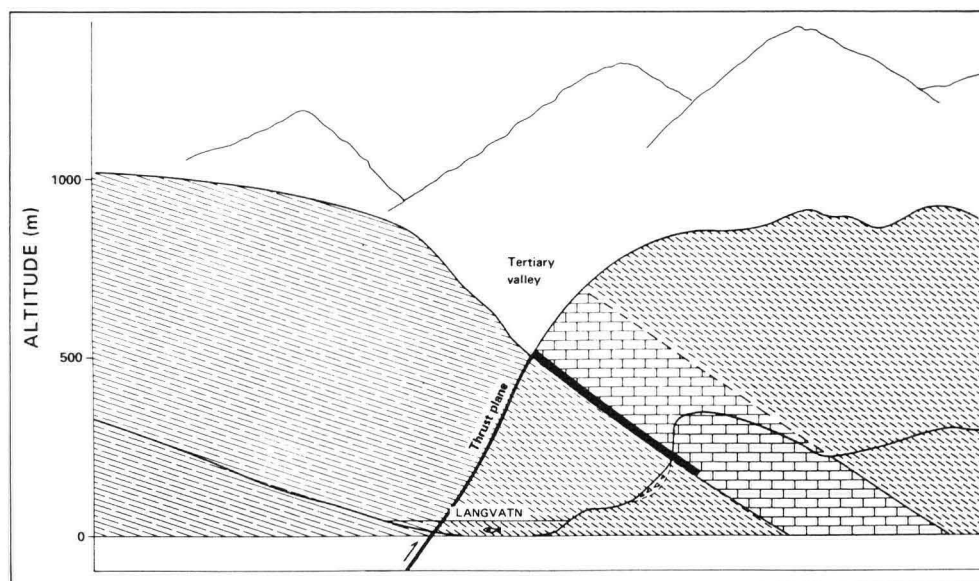 ALTITUDE (m)
1000
500
0
Tertiary
valley
Thrust plane
LANGVATN